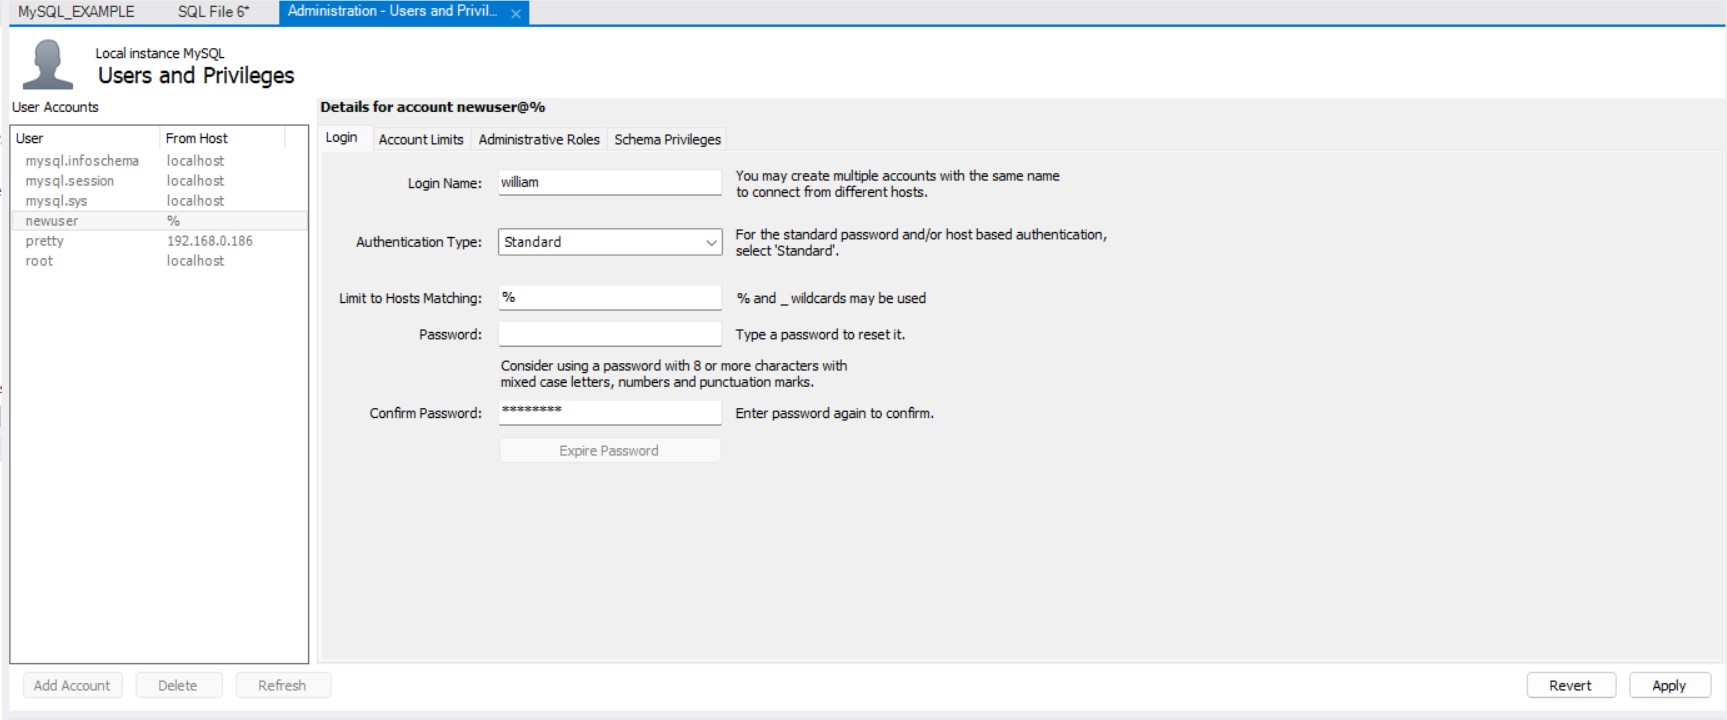 MySQL_EXAMPLE SQL File 6* Administration - Users and Privil...
Local instance MySQL
Users and Privileges
User Accounts
User From Host
mysql.infoschema localhost
mysql.session localhost
mysql.sys localhost
newuser %
pretty 192.168.0.186
root localhost
Add Account Delete Refresh
Details for account newuser@%
Login Account Limits Administrative Roles Schema Privileges
Login Name: william You may create multiple accounts with the same name
to connect from different hosts.
Authentication Type: Standard For the standard password and/or host based authentication,
select 'Standard'.
Limit to Hosts Matching: % % and _ wildcards may be used
Password: Type a password to reset it.
Consider using a password with 8 or more characters with
mixed case letters, numbers and punctuation marks.
Confirm Password: ******** Enter password again to confirm.
Expire Password
Revert Apply